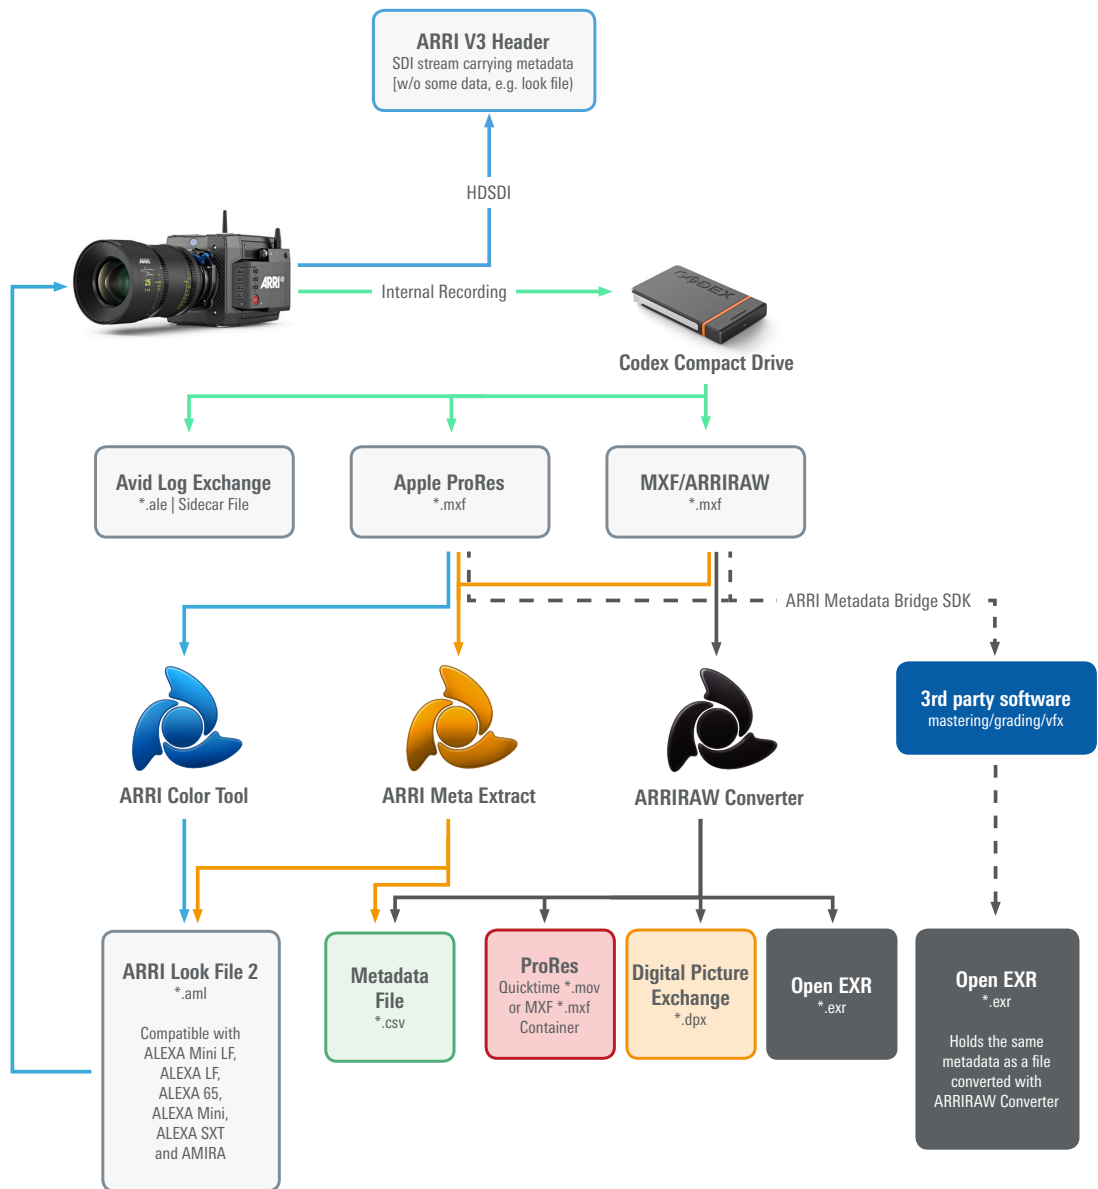 ARRI V3 Header
SDI stream carrying metadata
[w/o some data, e.g. look file)
HDSDI
ARRI
25
ARRI
Internal Recording
CODEX
Codex Compact Drive
Avid Log Exchange
*.ale | Sidecar File
Apple ProRes
*.mxf
MXF/ARRIRAW
*.mxf
ARRI Metadata Bridge SDK
3rd party software
mastering/grading/vfx
ARRI Color Tool
ARRI Meta Extract
ARRIRAW Converter
ARRI Look File 2
*.aml
Compatible with
ALEXA Mini LF,
ALEXA LF,
ALEXA 65,
ALEXA Mini,
ALEXA SXT
and AMIRA
Metadata
File
*.csv
ProRes
Quicktime *.mov
or MXF *.mxf
Container
Digital Picture
Exchange
*.dpx
Open EXR
*.exr
Open EXR
*.exr
Holds the same
metadata as a file
converted with
ARRIRAW Converter